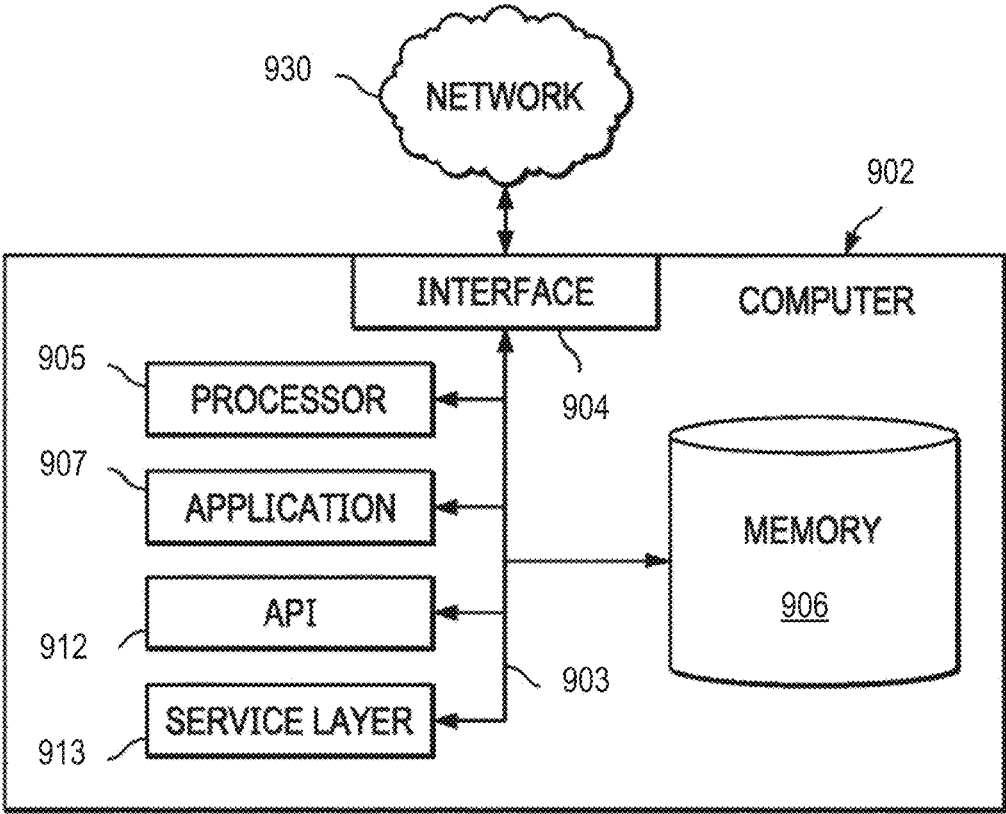 930
NETWORK
902
INTERFACE
COMPUTER
905
PROCESSOR
904
907
APPLICATION
MEMORY
906
API
912
903
SERVICE LAYER
913